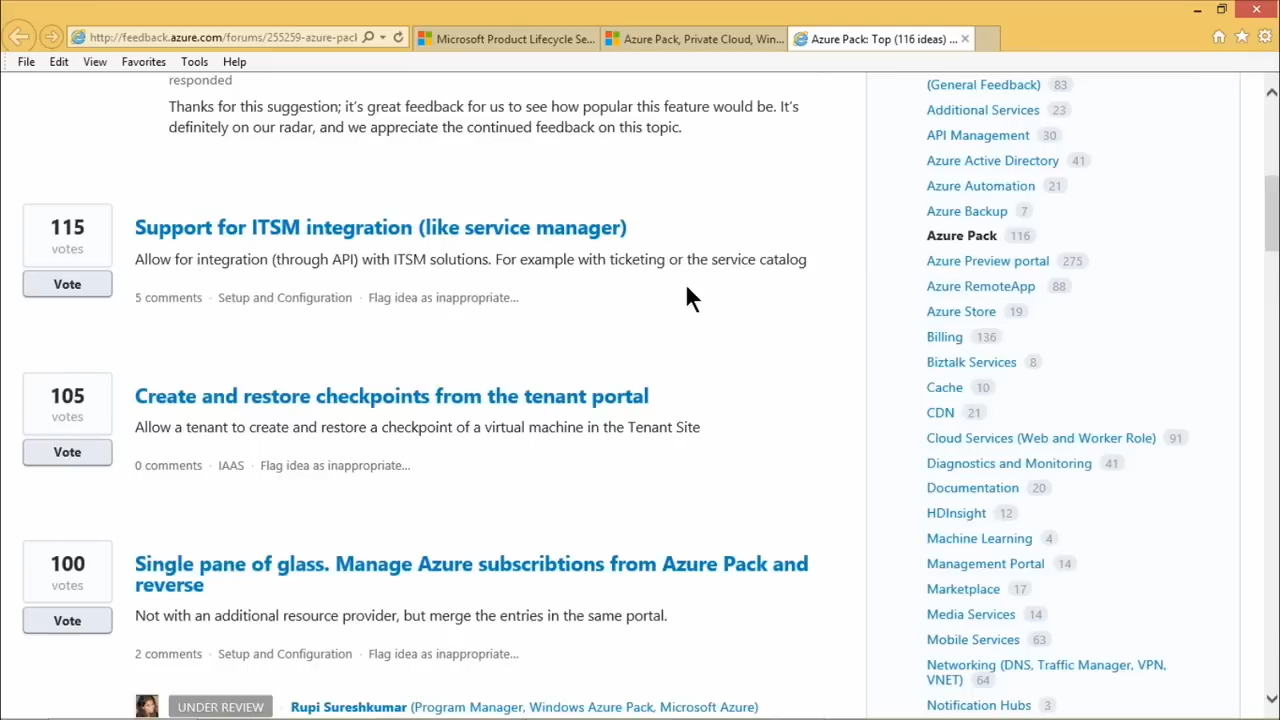 http://feedback.azure.com/forums/255259-azure-pacl
Microsoft Product Lifecycle Se...
Azure Pack, Private Cloud, Win...
Azure Pack: Top (116 ideas) ...
File Edit View Favorites Tools Help
responded
Thanks for this suggestion; it's great feedback for us to see how popular this feature would be. It's
definitely on our radar, and we appreciate the continued feedback on this topic.
115
votes
Vote
Support for ITSM integration (like service manager)
Allow for integration (through API) with ITSM solutions. For example with ticketing or the service catalog
5 comments · Setup and Configuration · Flag idea as inappropriate...
105
votes
Vote
Create and restore checkpoints from the tenant portal
Allow a tenant to create and restore a checkpoint of a virtual machine in the Tenant Site
0 comments · IAAS · Flag idea as inappropriate...
100
votes
Vote
Single pane of glass. Manage Azure subscribtions from Azure Pack and
reverse
Not with an additional resource provider, but merge the entries in the same portal.
2 comments · Setup and Configuration · Flag idea as inappropriate...
UNDER REVIEW · Rupi Sureshkumar (Program Manager, Windows Azure Pack, Microsoft Azure)
(General Feedback) 83
Additional Services 23
API Management 30
Azure Active Directory 41
Azure Automation 21
Azure Backup 7
Azure Pack 116
Azure Preview portal 275
Azure RemoteApp 88
Azure Store 19
Billing 136
Biztalk Services 8
Cache 10
CDN 21
Cloud Services (Web and Worker Role) 91
Diagnostics and Monitoring 41
Documentation 20
HDInsight 12
Machine Learning 4
Management Portal 14
Marketplace 17
Media Services 14
Mobile Services 63
Networking (DNS, Traffic Manager, VPN,
VNET) 64
Notification Hubs 3